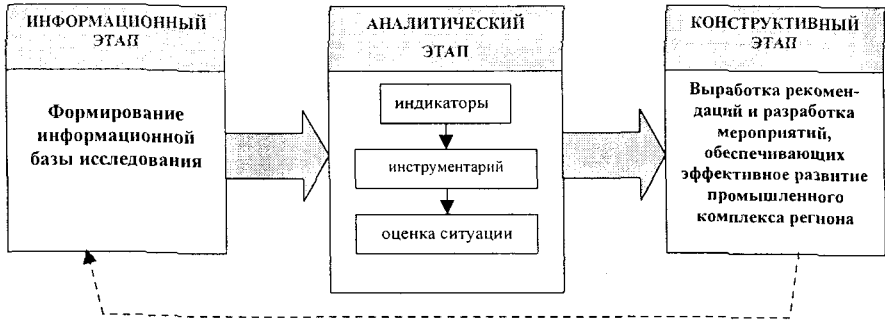 ИНФОРМАЦИОННЫЙ
ЭТАП
Формирование
информационной
базы исследования
АНАЛИТИЧЕСКИЙ
ЭТАП
индикаторы
инструментарий
оценка ситуации
КОНСТРУКТИВНЫЙ
ЭТАП
Выработка рекомен-
даций и разработка
мероприятий,
обеспечивающих
эффективное развитие
промышленного
комплекса региона